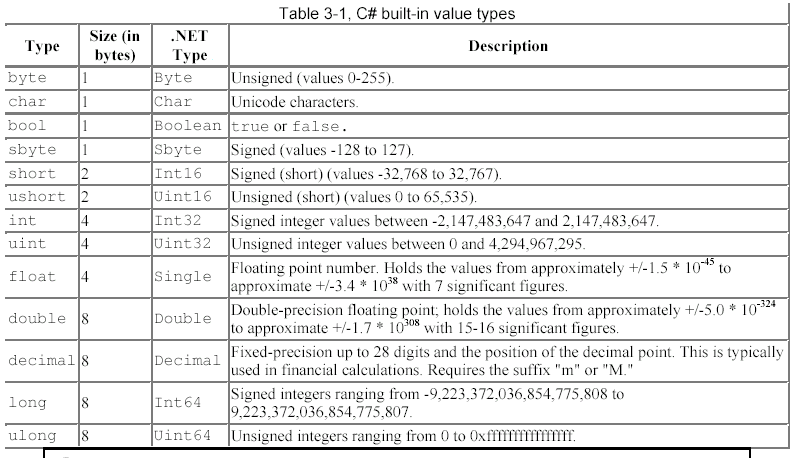 Table 3-1, C# built-in value types
Type Size (in bytes) .NET Type Description
byte 1 Byte Unsigned (values 0-255).
char 1 Char Unicode characters.
bool 1 Boolean true or false.
sbyte 1 Sbyte Signed (values -128 to 127).
short 2 Int16 Signed (short) (values -32,768 to 32,767).
ushort 2 Uint16 Unsigned (short) (values 0 to 65,535).
int 4 Int32 Signed integer values between -2,147,483,647 and 2,147,483,647.
uint 4 Uint32 Unsigned integer values between 0 and 4,294,967,295.
float 4 Single Floating point number. Holds the values from approximately +/-1.5 * 10-45 to
approximate +/-3.4 * 1038 with 7 significant figures.
double 8 Double Double-precision floating point; holds the values from approximately +/-5.0 * 10-324
to approximate +/-1.7 * 10308 with 15-16 significant figures.
decimal 8 Decimal Fixed-precision up to 28 digits and the position of the decimal point. This is typically
used in financial calculations. Requires the suffix "m" or "M."
long 8 Int64 Signed integers ranging from -9,223,372,036,854,775,808 to
9,223,372,036,854,775,807.
ulong 8 Uint64 Unsigned integers ranging from 0 to 0xffffffffffffffff.